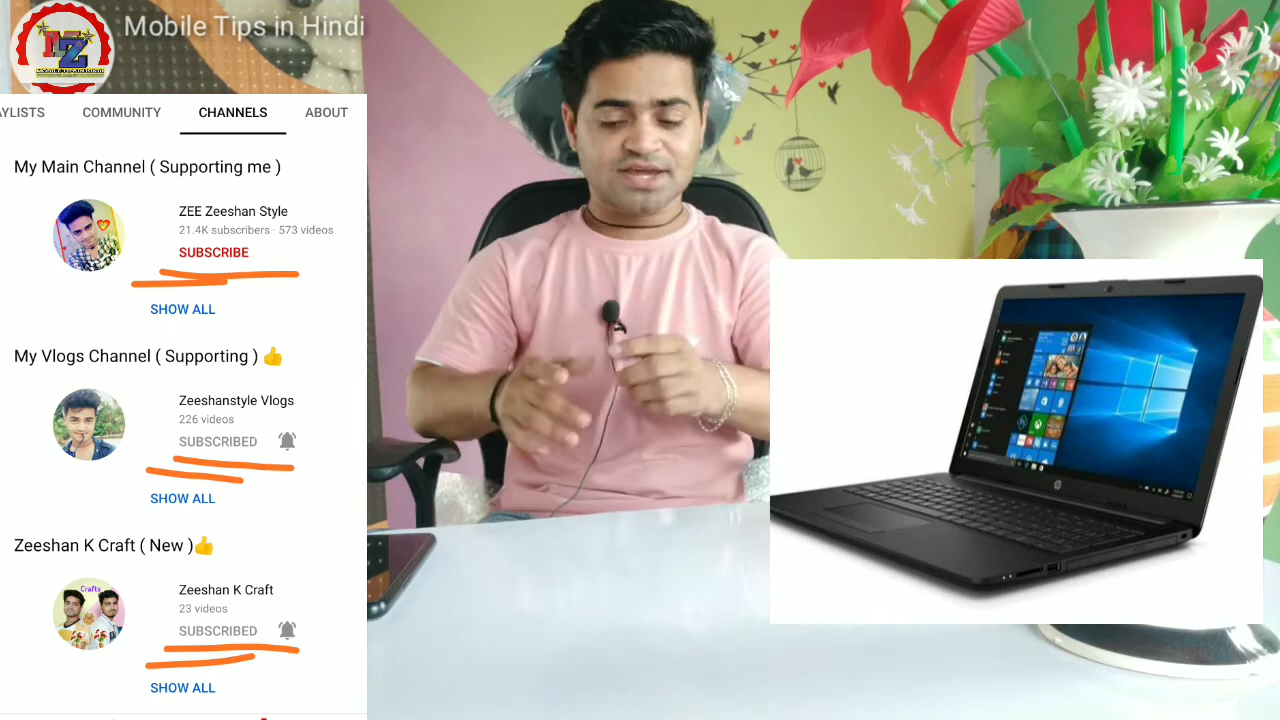 Mobile Tips in Hindi
YLISTS COMMUNITY CHANNELS ABOUT
My Main Channel ( Supporting me )
ZEE Zeeshan Style
21.4K subscribers · 573 videos
SUBSCRIBE
SHOW ALL
My Vlogs Channel ( Supporting ) 👍
Zeeshanstyle Vlogs
226 videos
SUBSCRIBED
SHOW ALL
Zeeshan K Craft ( New )👍
Crafts
Zeeshan K Craft
23 videos
SUBSCRIBED
SHOW ALL
hp